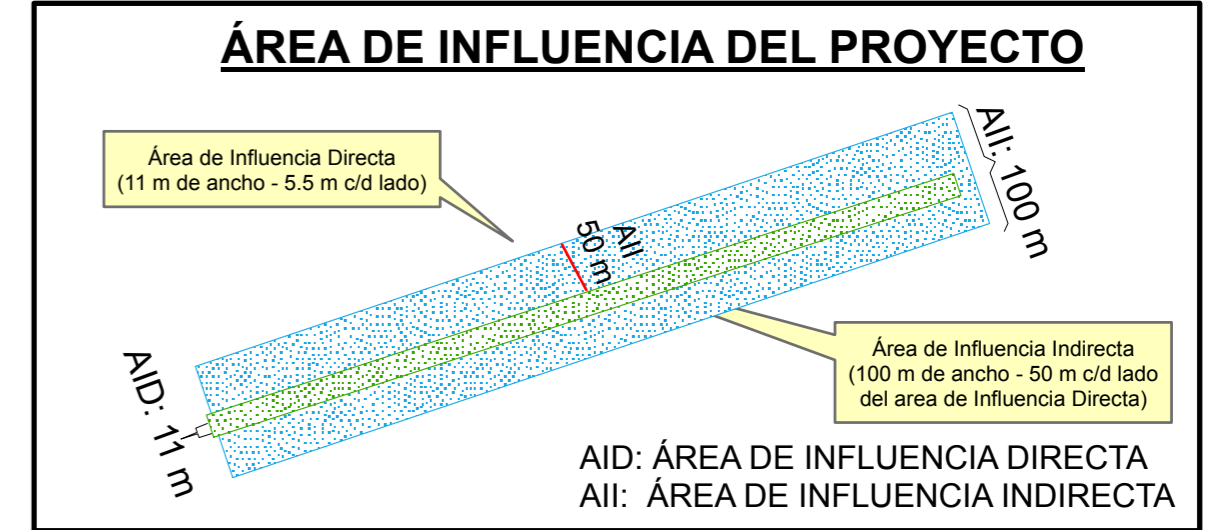 ÁREA DE INFLUENCIA DEL PROYECTO
Área de Influencia Directa
(11 m de ancho - 5.5 m c/d lado)
AII: 100 m
AII
50 m
AID: 11 m
Área de Influencia Indirecta
(100 m de ancho - 50 m c/d lado
del area de Influencia Directa)
AID: ÁREA DE INFLUENCIA DIRECTA
AII: ÁREA DE INFLUENCIA INDIRECTA